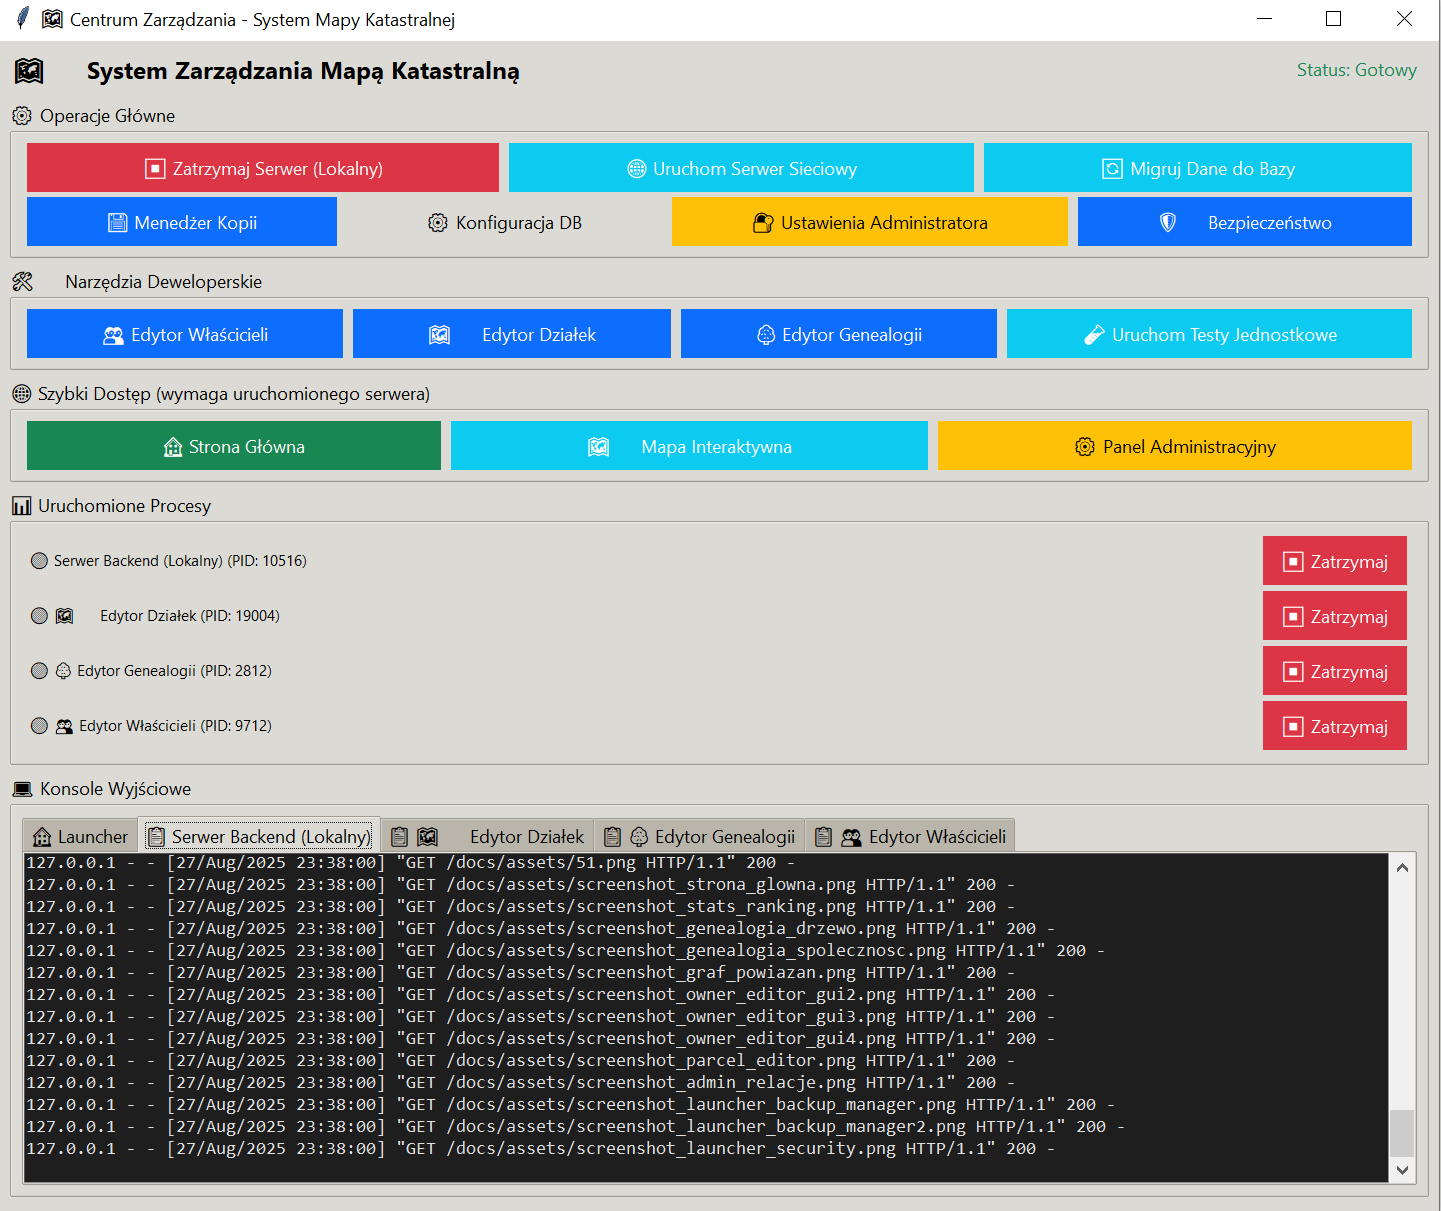 Centrum Zarządzania - System Mapy Katastralnej
System Zarządzania Mapą Katastralną
Status: Gotowy
Operacje Główne
Zatrzymaj Serwer (Lokalny)
Uruchom Serwer Sieciowy
Migruj Dane do Bazy
Menedżer Kopii
Konfiguracja DB
Ustawienia Administratora
Bezpieczeństwo
Narzędzia Deweloperskie
Edytor Właścicieli
Edytor Działek
Edytor Genealogii
Uruchom Testy Jednostkowe
Szybki Dostęp (wymaga uruchomionego serwera)
Strona Główna
Mapa Interaktywna
Panel Administracyjny
Uruchomione Procesy
Serwer Backend (Lokalny) (PID: 10516)
Zatrzymaj
Edytor Działek (PID: 19004)
Zatrzymaj
Edytor Genealogii (PID: 2812)
Zatrzymaj
Edytor Właścicieli (PID: 9712)
Zatrzymaj
Konsole Wyjściowe
Launcher
Serwer Backend (Lokalny)
Edytor Działek
Edytor Genealogii
Edytor Właścicieli
127.0.0.1 - - [27/Aug/2025 23:38:00] "GET /docs/assets/51.png HTTP/1.1" 200 -
127.0.0.1 - - [27/Aug/2025 23:38:00] "GET /docs/assets/screenshot_strona_glowna.png HTTP/1.1" 200 -
127.0.0.1 - - [27/Aug/2025 23:38:00] "GET /docs/assets/screenshot_stats_ranking.png HTTP/1.1" 200 -
127.0.0.1 - - [27/Aug/2025 23:38:00] "GET /docs/assets/screenshot_genealogia_drzewo.png HTTP/1.1" 200 -
127.0.0.1 - - [27/Aug/2025 23:38:00] "GET /docs/assets/screenshot_genealogia_spolecznosc.png HTTP/1.1" 200 -
127.0.0.1 - - [27/Aug/2025 23:38:00] "GET /docs/assets/screenshot_graf_powiazan.png HTTP/1.1" 200 -
127.0.0.1 - - [27/Aug/2025 23:38:00] "GET /docs/assets/screenshot_owner_editor_gui2.png HTTP/1.1" 200 -
127.0.0.1 - - [27/Aug/2025 23:38:00] "GET /docs/assets/screenshot_owner_editor_gui3.png HTTP/1.1" 200 -
127.0.0.1 - - [27/Aug/2025 23:38:00] "GET /docs/assets/screenshot_owner_editor_gui4.png HTTP/1.1" 200 -
127.0.0.1 - - [27/Aug/2025 23:38:00] "GET /docs/assets/screenshot_parcel_editor.png HTTP/1.1" 200 -
127.0.0.1 - - [27/Aug/2025 23:38:00] "GET /docs/assets/screenshot_admin_relacje.png HTTP/1.1" 200 -
127.0.0.1 - - [27/Aug/2025 23:38:00] "GET /docs/assets/screenshot_launcher_backup_manager.png HTTP/1.1" 200 -
127.0.0.1 - - [27/Aug/2025 23:38:00] "GET /docs/assets/screenshot_launcher_backup_manager2.png HTTP/1.1" 200 -
127.0.0.1 - - [27/Aug/2025 23:38:00] "GET /docs/assets/screenshot_launcher_security.png HTTP/1.1" 200 -